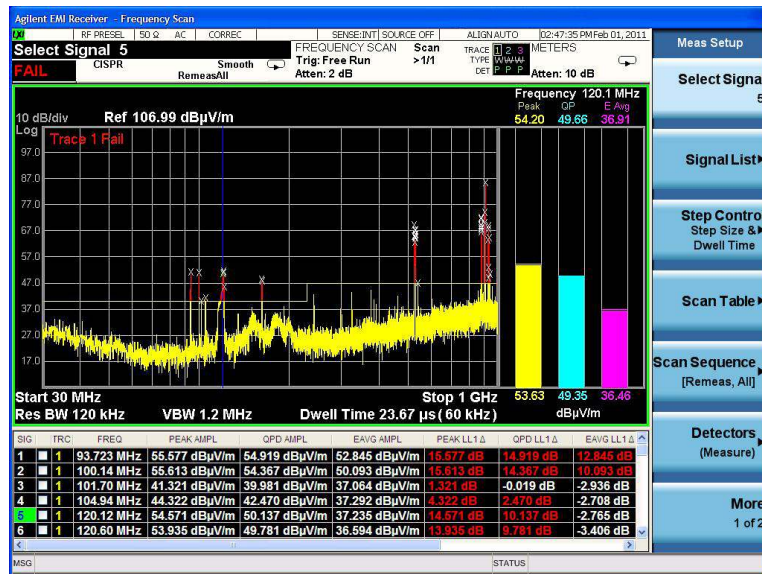 Agilent EMI Receiver - Frequency Scan
LXI RF PRESEL 50 Ω AC CORREC SENSE:INT SOURCE OFF ALIGN AUTO 02:47:35 PM Feb 01, 2011
Select Signal 5
FREQUENCY SCAN Scan TRACE 1 2 3 METERS
FAIL CISPR Smooth Trig: Free Run >1/1 TYPE W W W
RemeasAll Atten: 2 dB DET P P P Atten: 10 dB
Frequency 120.1 MHz
Peak QP E Avg
10 dB/div Ref 106.99 dBµV/m 54.20 49.66 36.91
Log
Trace 1 Fail
97.0
87.0
77.0
67.0
57.0
47.0
37.0
27.0
17.0
Start 30 MHz Stop 1 GHz 53.63 49.35 36.46
Res BW 120 kHz VBW 1.2 MHz Dwell Time 23.67 µs (60 kHz) dBµV/m
SIG TRC FREQ PEAK AMPL QPD AMPL EAVG AMPL PEAK LL1 Δ QPD LL1 Δ EAVG LL1 Δ
1 1 93.723 MHz 55.577 dBµV/m 54.919 dBµV/m 52.845 dBµV/m 15.577 dB 14.919 dB 12.845 dB
2 1 100.14 MHz 55.613 dBµV/m 54.367 dBµV/m 50.093 dBµV/m 15.613 dB 14.367 dB 10.093 dB
3 1 101.70 MHz 41.321 dBµV/m 39.981 dBµV/m 37.064 dBµV/m 1.321 dB -0.019 dB -2.936 dB
4 1 104.94 MHz 44.322 dBµV/m 42.470 dBµV/m 37.292 dBµV/m 4.322 dB 2.470 dB -2.708 dB
5 1 120.12 MHz 54.571 dBµV/m 50.137 dBµV/m 37.235 dBµV/m 14.571 dB 10.137 dB -2.765 dB
6 1 120.60 MHz 53.935 dBµV/m 49.781 dBµV/m 36.594 dBµV/m 13.935 dB 9.781 dB -3.406 dB
MSG STATUS
Meas Setup
Select Signa
5
Signal List
Step Contro
Step Size &
Dwell Time
Scan Table
Scan Sequence
[Remeas, All]
Detectors
(Measure)
More
1 of 2